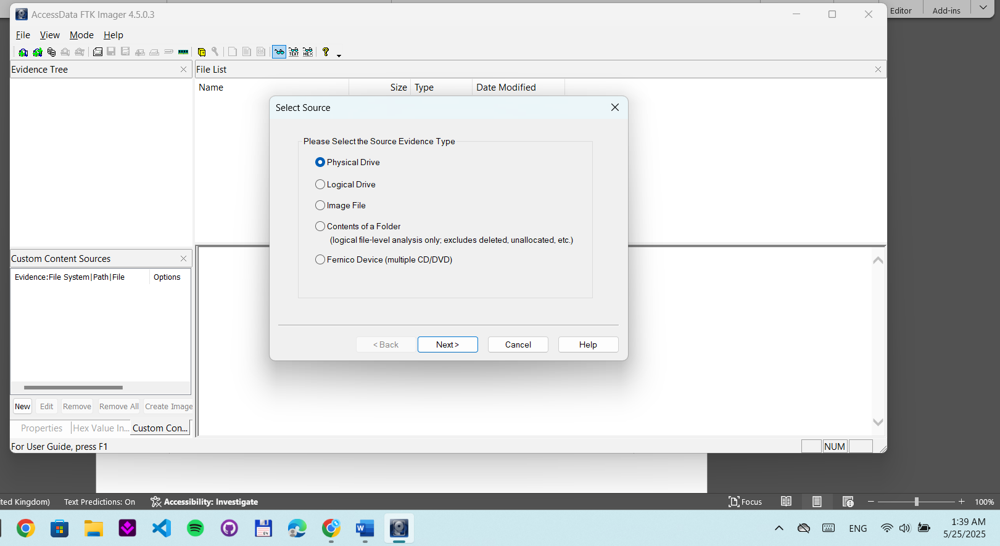 Editor
Add-ins
AccessData FTK Imager 4.5.0.3
File View Mode Help
TEXT HEX
Evidence Tree
File List
Name Size Type Date Modified
Select Source
Please Select the Source Evidence Type
Physical Drive
Logical Drive
Image File
Contents of a Folder
(logical file-level analysis only; excludes deleted, unallocated, etc.)
Fernico Device (multiple CD/DVD)
< Back Next > Cancel Help
Custom Content Sources
Evidence:File System|Path|File Options
New Edit Remove Remove All Create Image
Properties Hex Value In... Custom Con...
For User Guide, press F1
NUM
ited Kingdom) Text Predictions: On Accessibility: Investigate Focus 100%
64
ENG
1:39 AM
5/25/2025